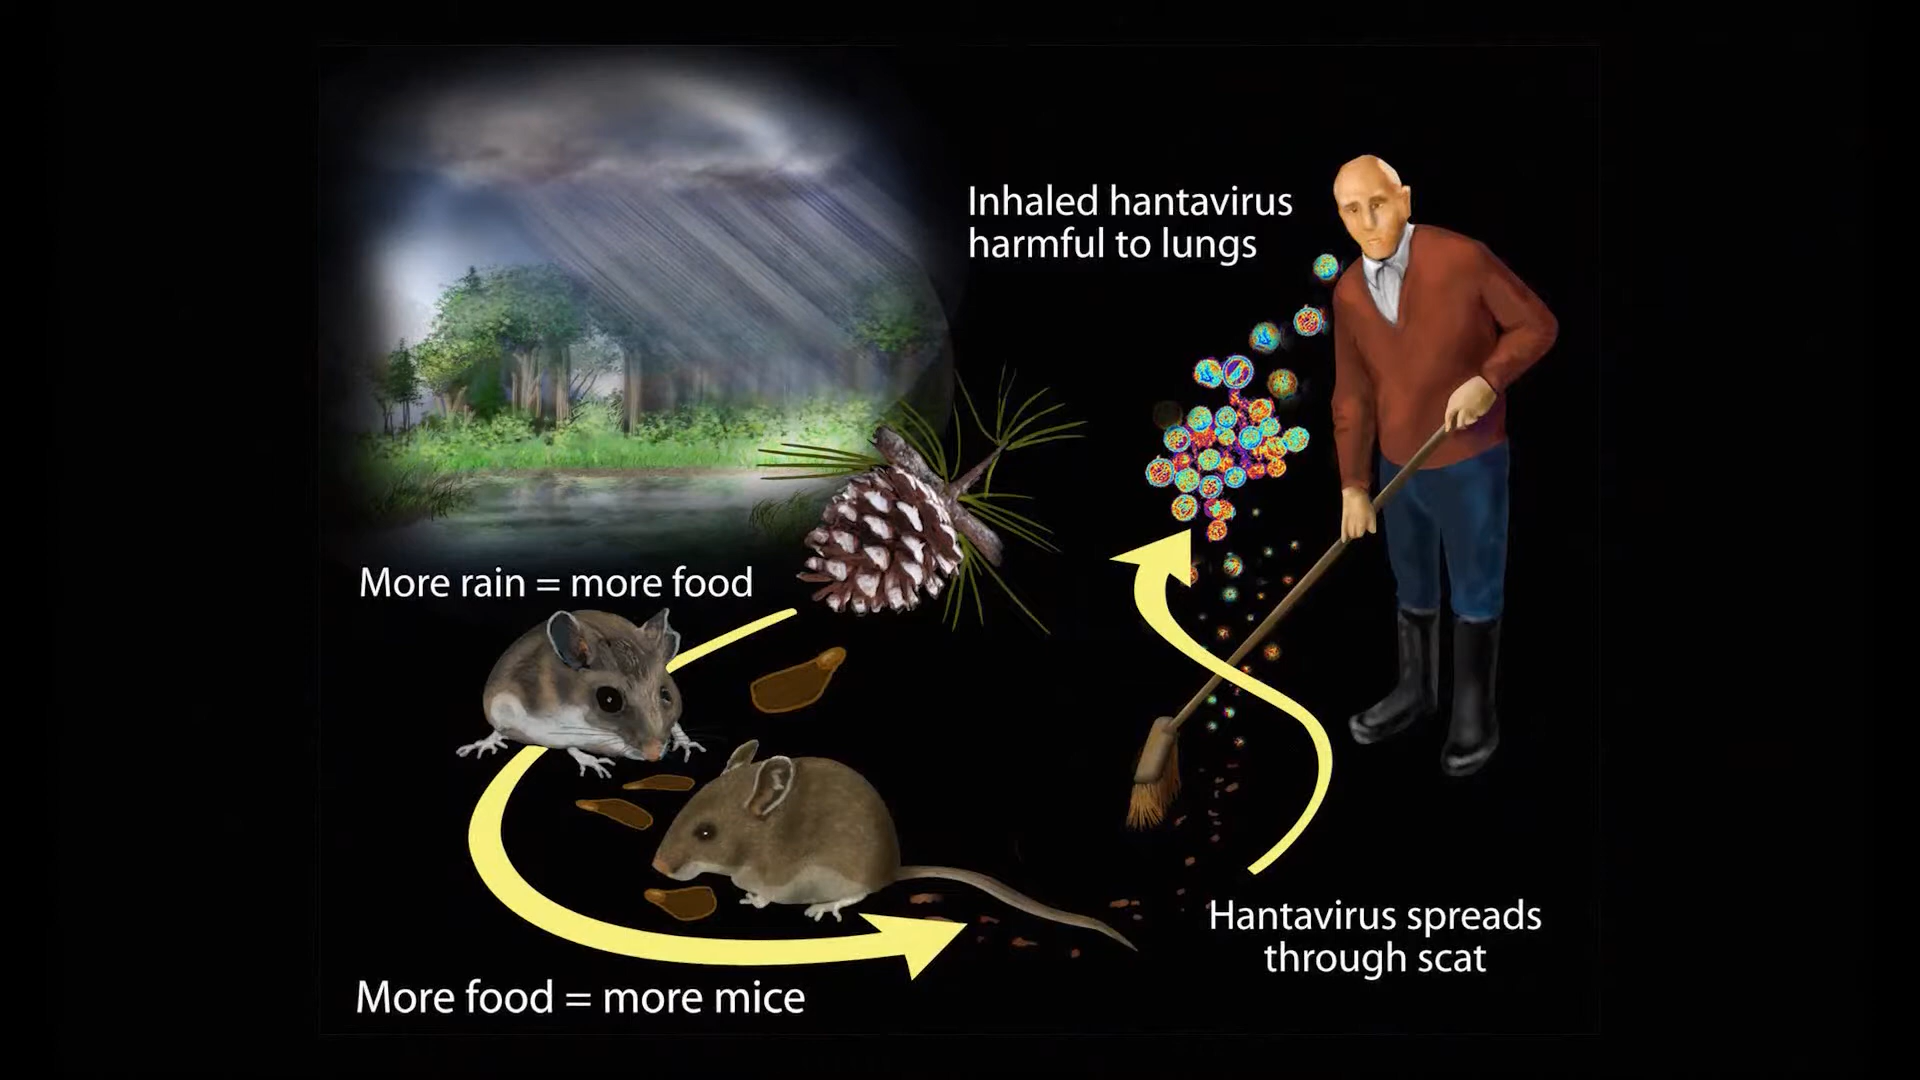 Inhaled hantavirus
harmful to lungs
More rain = more food
Hantavirus spreads
through scat
More food = more mice